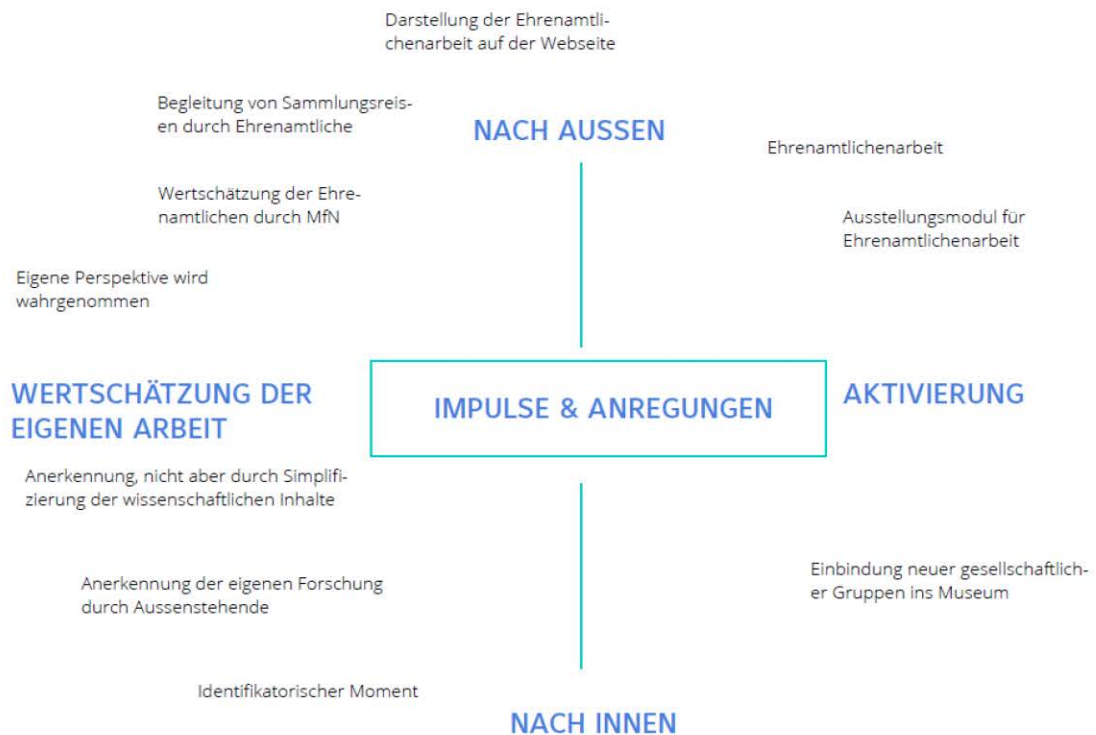 Darstellung der Ehrenamtli-
chenarbeit auf der Webseite
Begleitung von Sammlungsreis-
en durch Ehrenamtliche
NACH AUSSEN
Ehrenamtlichenarbeit
Wertschätzung der Ehre-
namtlichen durch MfN
Ausstellungsmodul für
Ehrenamtlichenarbeit
Eigene Perspektive wird
wahrgenommen
WERTSCHÄTZUNG DER
EIGENEN ARBEIT
IMPULSE & ANREGUNGEN
AKTIVIERUNG
Anerkennung, nicht aber durch Simplifi-
zierung der wissenschaftlichen Inhalte
Anerkennung der eigenen Forschung
durch Aussenstehende
Einbindung neuer gesellschaftlich-
er Gruppen ins Museum
Identifikatorischer Moment
NACH INNEN